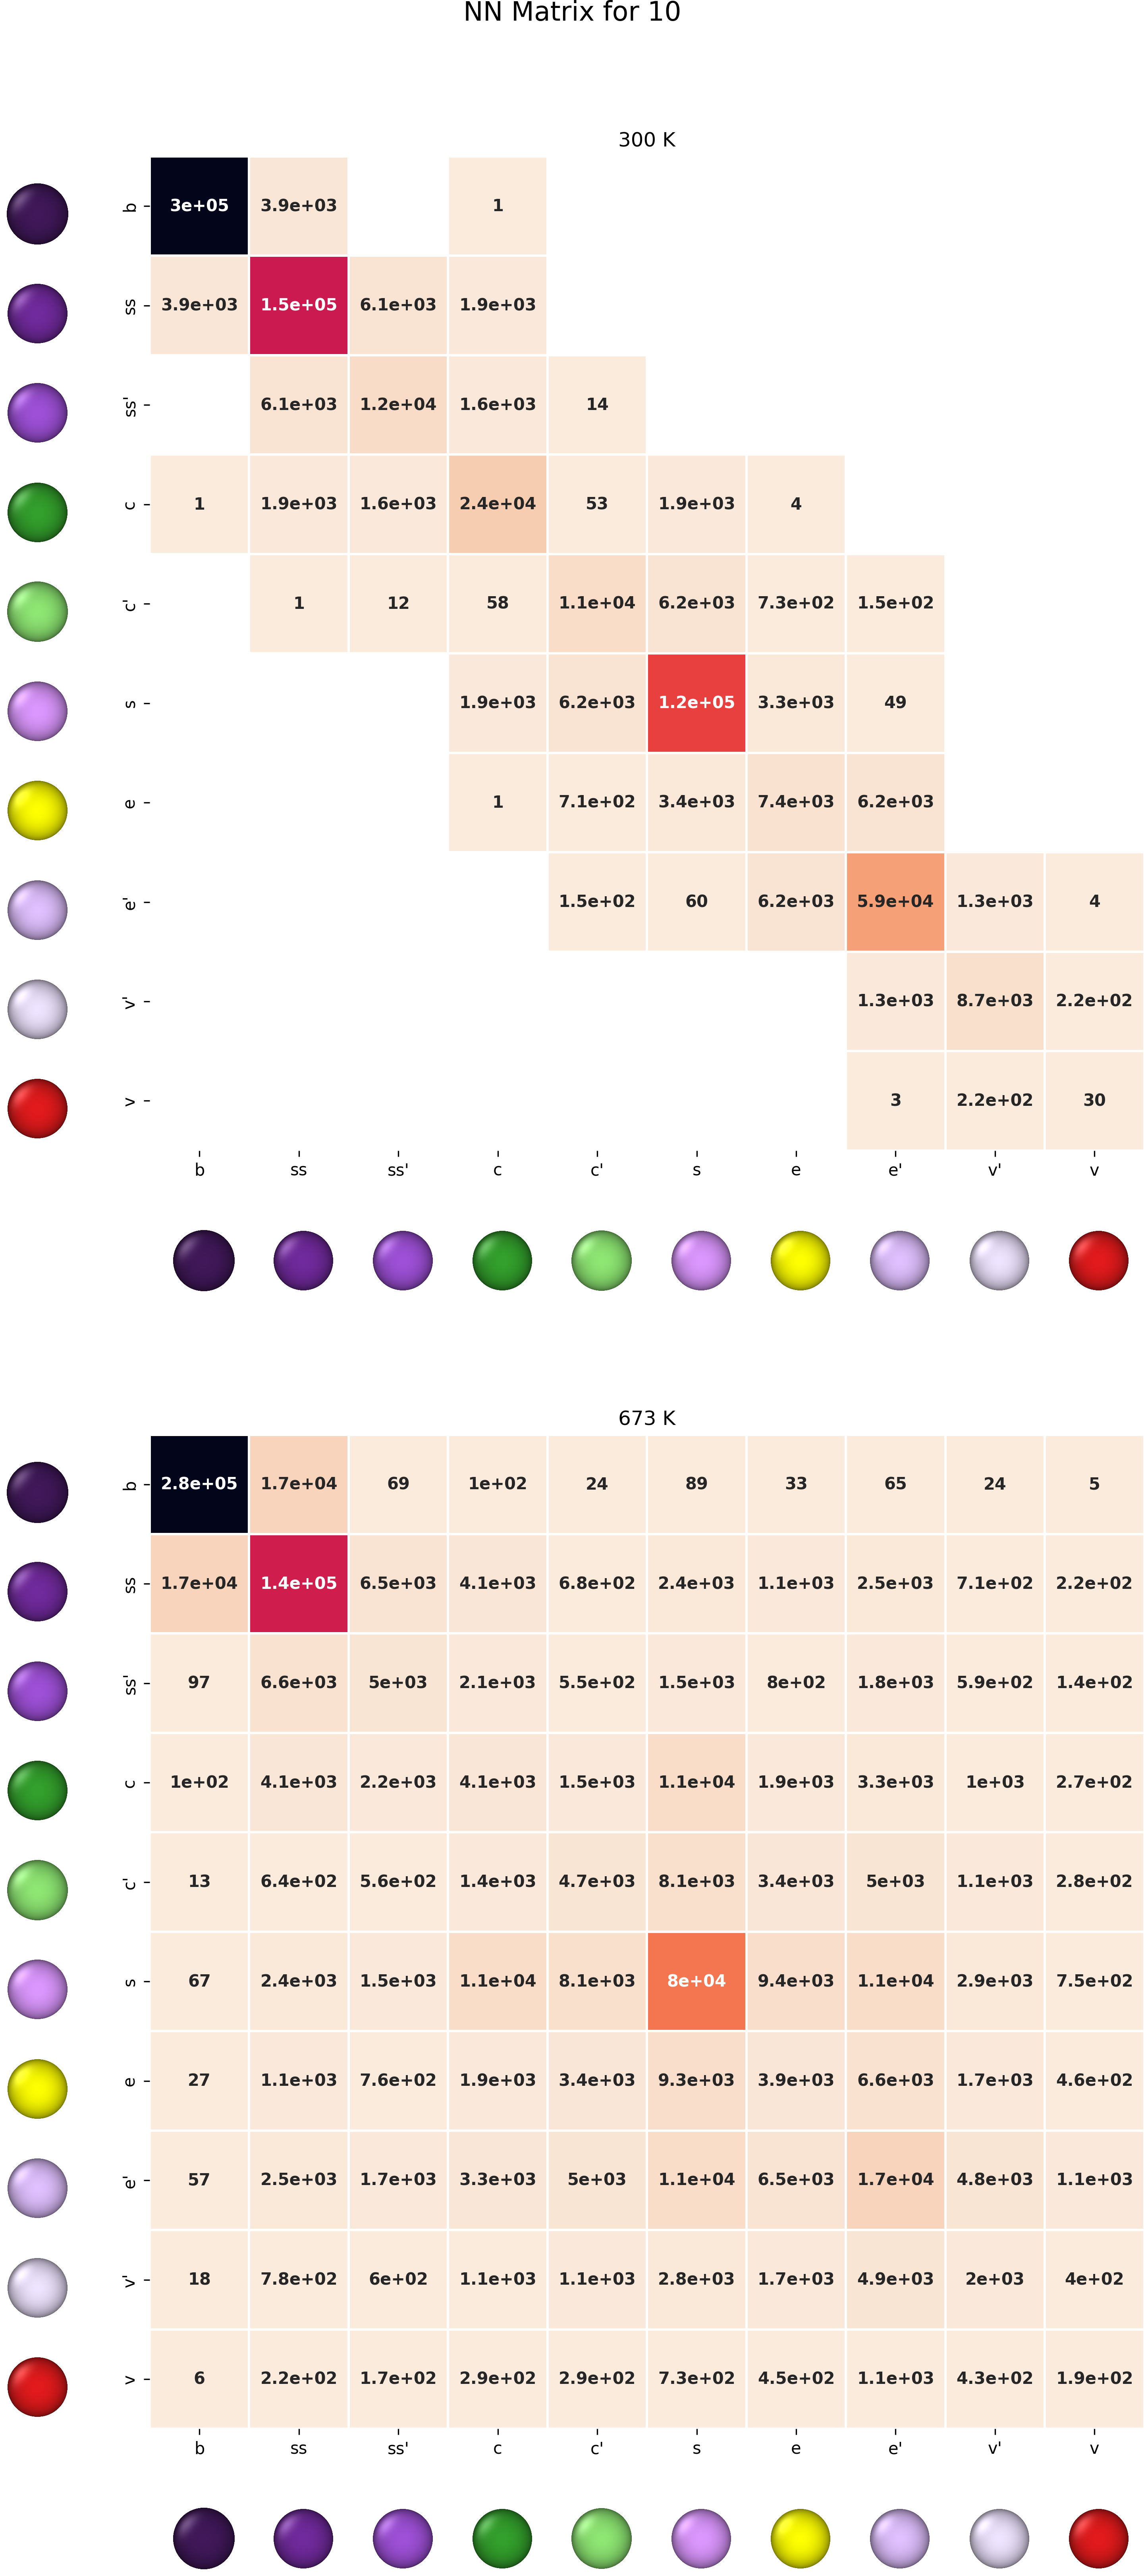 NN Matrix for 10
300 K
b 3e+05 3.9e+03 1
ss 3.9e+03 1.5e+05 6.1e+03 1.9e+03
ss' 6.1e+03 1.2e+04 1.6e+03 14
c 1 1.9e+03 1.6e+03 2.4e+04 53 1.9e+03 4
c' 1 12 58 1.1e+04 6.2e+03 7.3e+02 1.5e+02
s 1.9e+03 6.2e+03 1.2e+05 3.3e+03 49
e 1 7.1e+02 3.4e+03 7.4e+03 6.2e+03
e' 1.5e+02 60 6.2e+03 5.9e+04 1.3e+03 4
v' 1.3e+03 8.7e+03 2.2e+02
v 3 2.2e+02 30
b ss ss' c c' s e e' v' v
673 K
b 2.8e+05 1.7e+04 69 1e+02 24 89 33 65 24 5
ss 1.7e+04 1.4e+05 6.5e+03 4.1e+03 6.8e+02 2.4e+03 1.1e+03 2.5e+03 7.1e+02 2.2e+02
ss' 97 6.6e+03 5e+03 2.1e+03 5.5e+02 1.5e+03 8e+02 1.8e+03 5.9e+02 1.4e+02
c 1e+02 4.1e+03 2.2e+03 4.1e+03 1.5e+03 1.1e+04 1.9e+03 3.3e+03 1e+03 2.7e+02
c' 13 6.4e+02 5.6e+02 1.4e+03 4.7e+03 8.1e+03 3.4e+03 5e+03 1.1e+03 2.8e+02
s 67 2.4e+03 1.5e+03 1.1e+04 8.1e+03 8e+04 9.4e+03 1.1e+04 2.9e+03 7.5e+02
e 27 1.1e+03 7.6e+02 1.9e+03 3.4e+03 9.3e+03 3.9e+03 6.6e+03 1.7e+03 4.6e+02
e' 57 2.5e+03 1.7e+03 3.3e+03 5e+03 1.1e+04 6.5e+03 1.7e+04 4.8e+03 1.1e+03
v' 18 7.8e+02 6e+02 1.1e+03 1.1e+03 2.8e+03 1.7e+03 4.9e+03 2e+03 4e+02
v 6 2.2e+02 1.7e+02 2.9e+02 2.9e+02 7.3e+02 4.5e+02 1.1e+03 4.3e+02 1.9e+02
b ss ss' c c' s e e' v' v